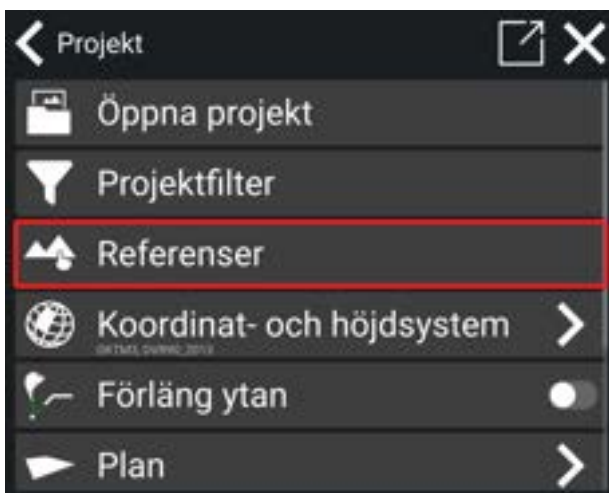 Projekt
Öppna projekt
Projektfilter
Referenser
Koordinat- och höjdsystem
Förläng ytan
Plan